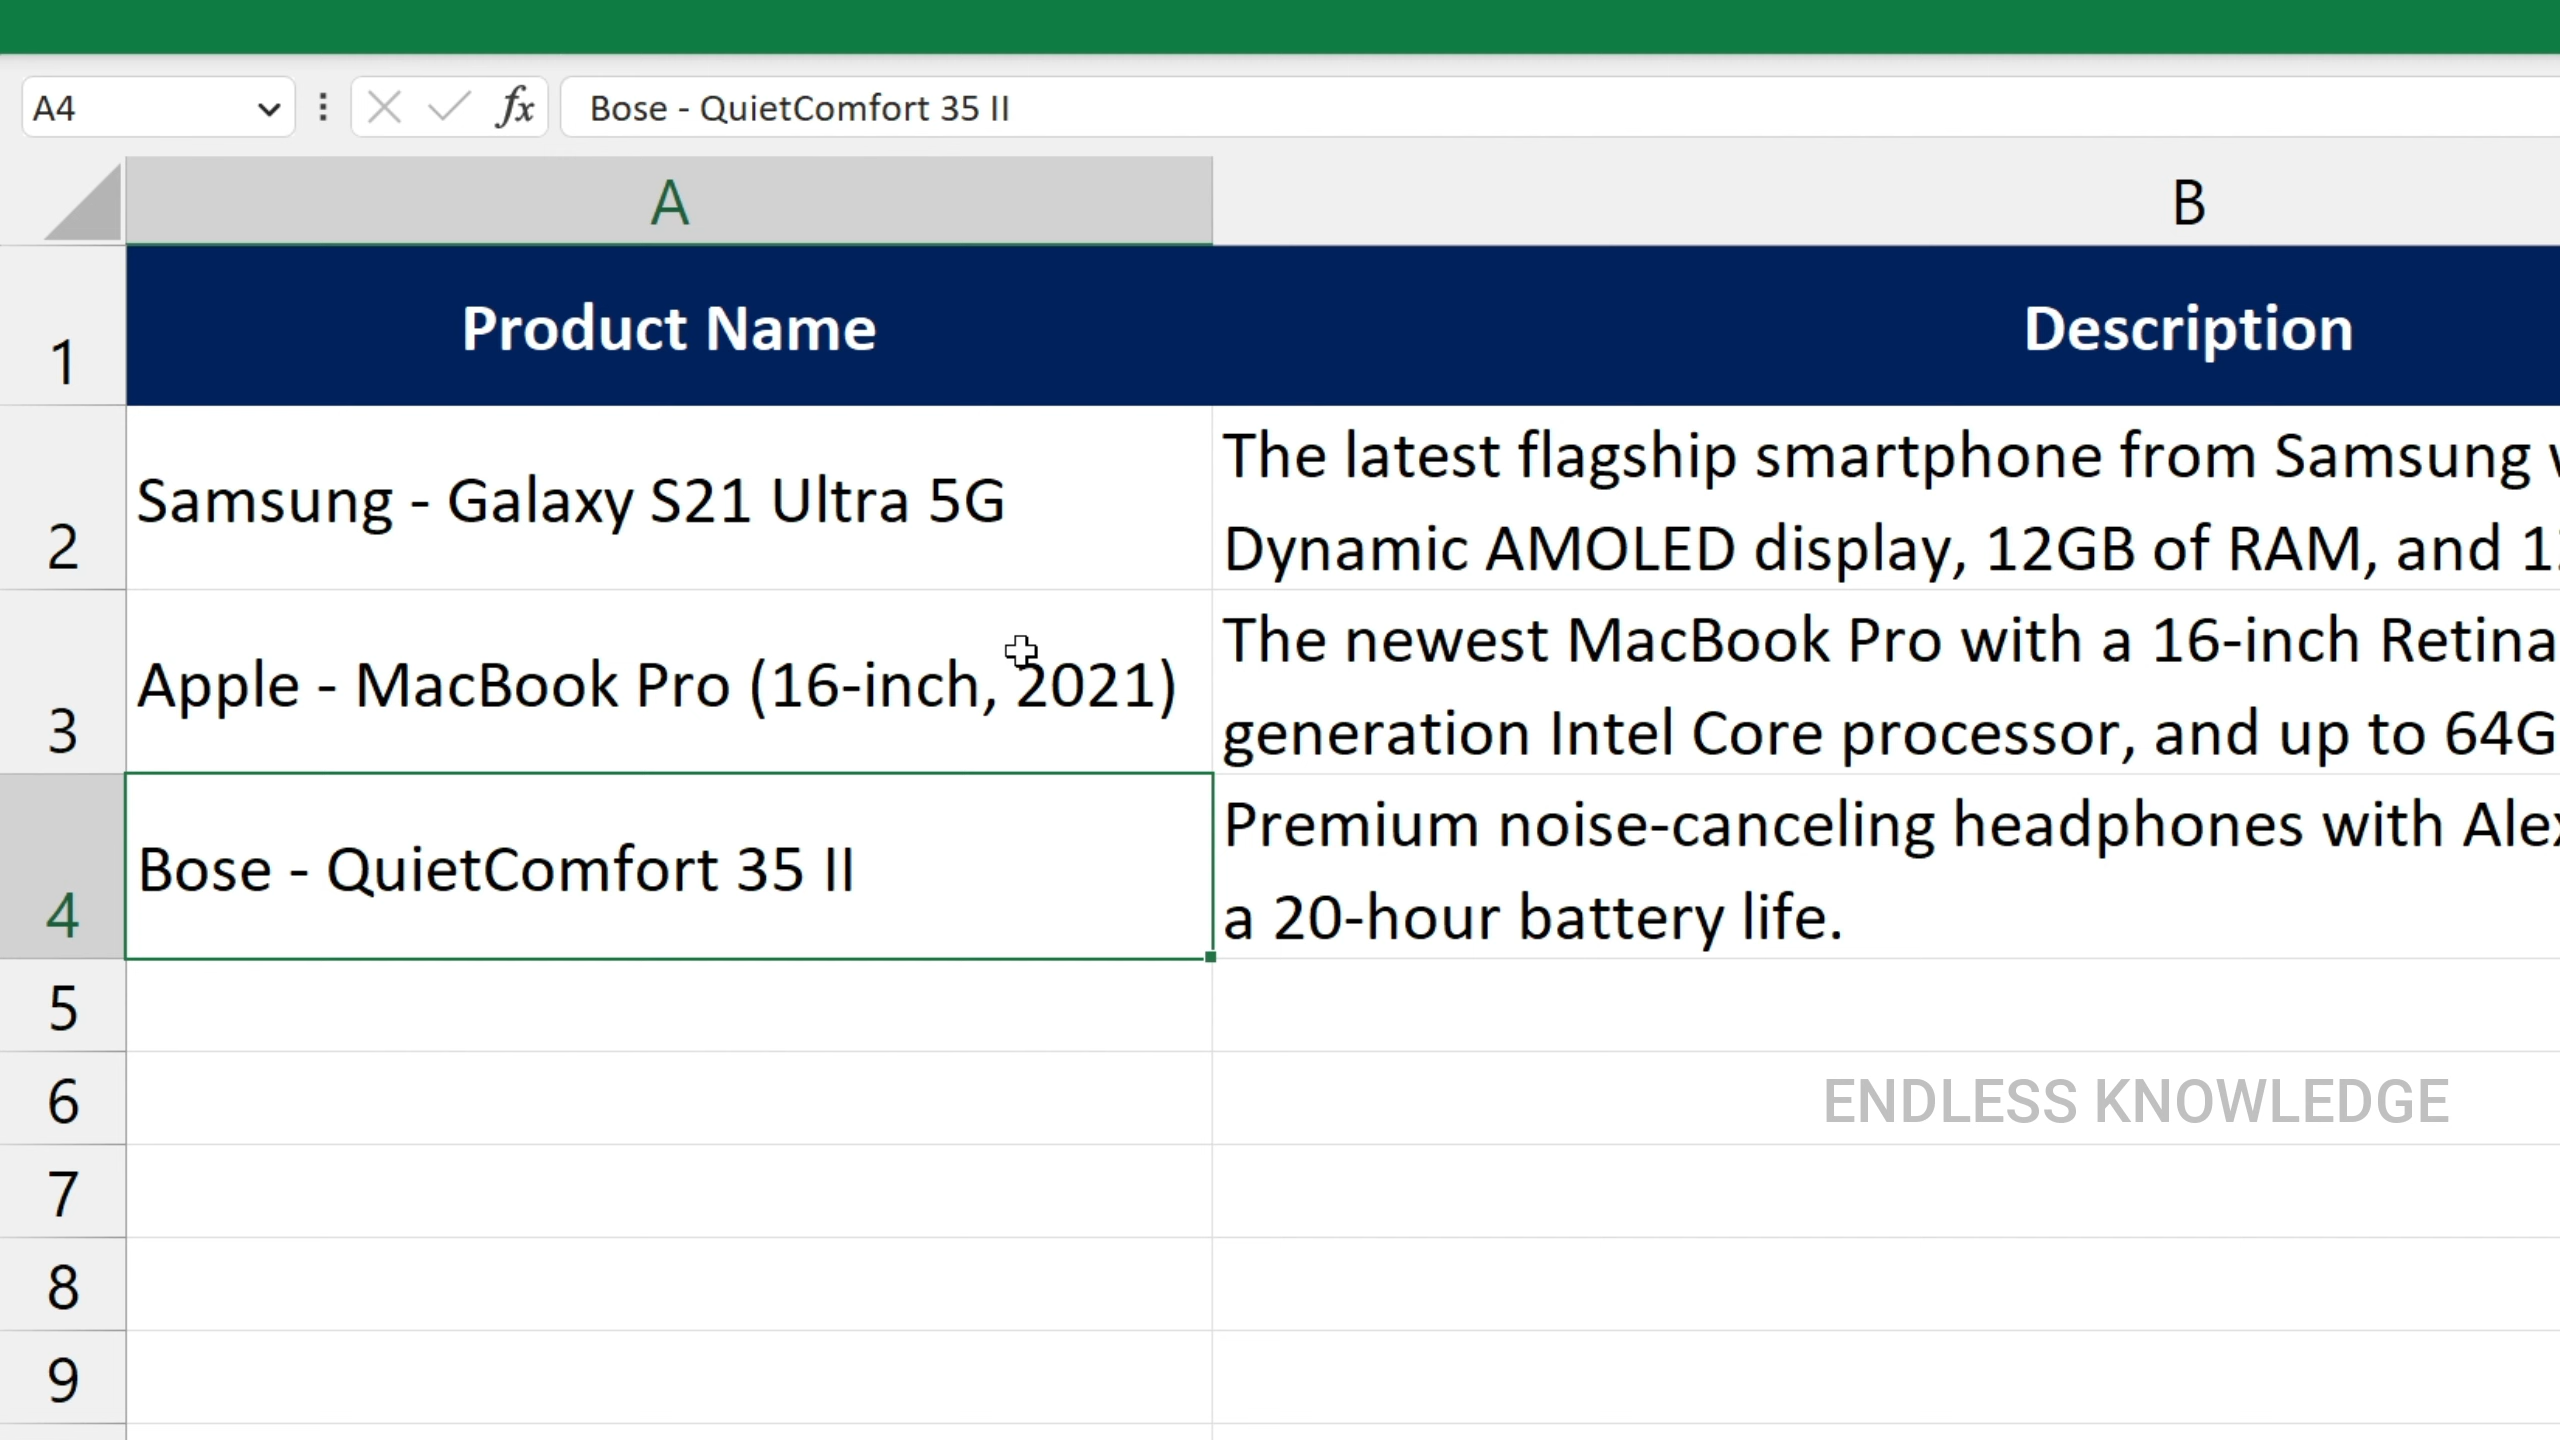 A4 fx Bose - QuietComfort 35 II
A B
1 Product Name Description
2 Samsung - Galaxy S21 Ultra 5G The latest flagship smartphone from Samsung
Dynamic AMOLED display, 12GB of RAM, and
3 Apple - MacBook Pro (16-inch, 2021) The newest MacBook Pro with a 16-inch Retina
generation Intel Core processor, and up to
4 Bose - QuietComfort 35 II Premium noise-canceling headphones with
a 20-hour battery life.
5
6 ENDLESS KNOWLEDGE
7
8
9